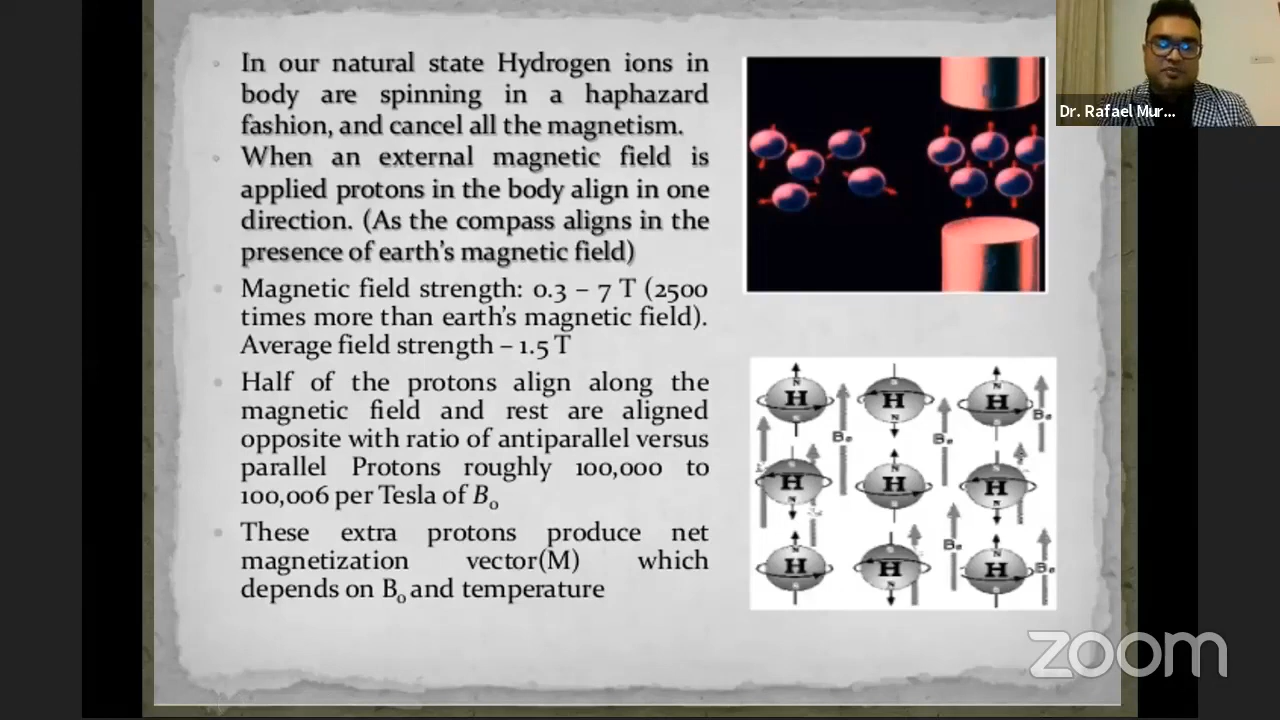 In our natural state Hydrogen ions in
body are spinning in a haphazard
fashion, and cancel all the magnetism.
When an external magnetic field is
applied protons in the body align in one
direction. (As the compass aligns in the
presence of earth's magnetic field)
Magnetic field strength: 0.3 – 7 T (2500
times more than earth's magnetic field).
Average field strength – 1.5 T
Half of the protons align along the
magnetic field and rest are aligned
opposite with ratio of antiparallel versus
parallel Protons roughly 100,000 to
100,006 per Tesla of B₀
These extra protons produce net
magnetization vector(M) which
depends on B₀ and temperature
Dr. Rafael Mur...
N H S B₀
H N B₀
N H B₀
H N
H
H
N H
H B₀
N H B₀
zoom